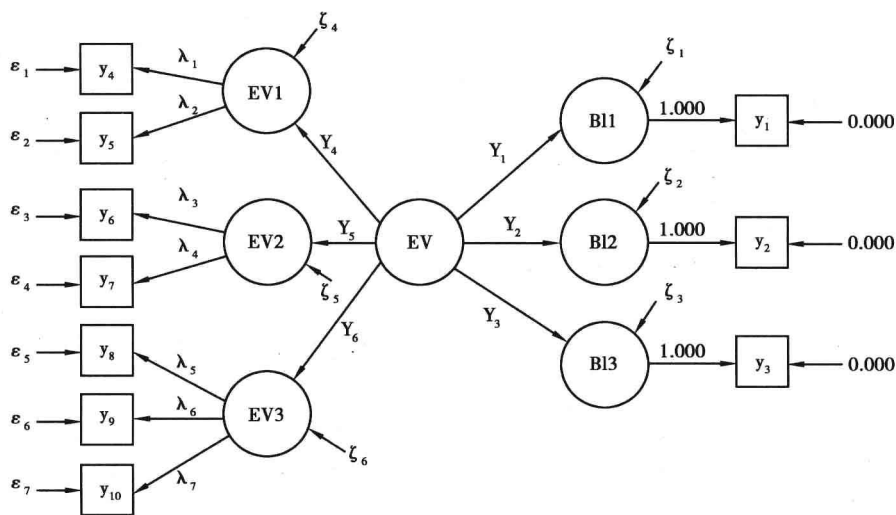 ζ4
ε1 y4 λ1 EV1 ζ1
λ2 Bl1 1.000 y1 0.000
ε2 y5
Y4 Y1
ζ2
ε3 y6 λ3
EV2 Y5 EV Y2 Bl2 1.000 y2 0.000
λ4
ε4 y7 ζ5
ζ3
Y6 Y3
ε5 y8 λ5 Bl3 1.000 y3 0.000
λ6
ε6 y9 EV3
ζ6
λ7
ε7 y10